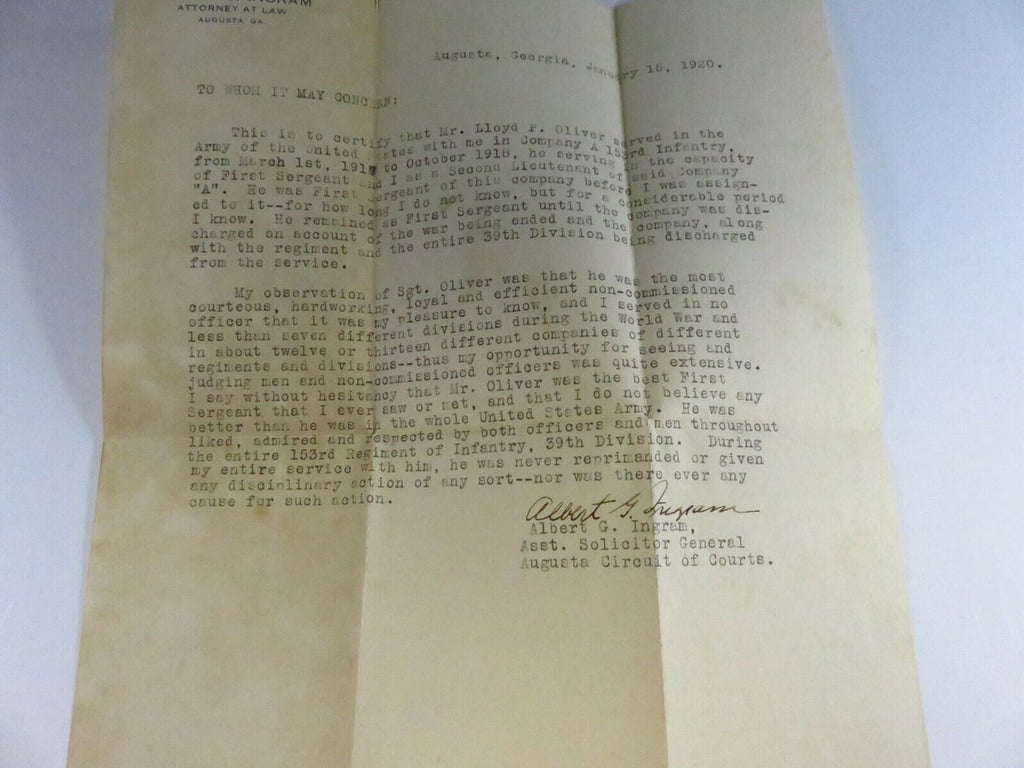 INGRAM
ATTORNEY AT LAW
AUGUSTA GA
Augusta, Georgia, January 15, 1920.
TO WHOM IT MAY CONCERN:
This is to certify that Mr. Lloyd P. Oliver served in the
Army of the United States with me in Company A 153rd Infantry,
from March 1st, to October 1918, he serving in the capacity
of First Sergeant and I as a Second Lieutenant of said Company
"A". He was First Sergeant of this company before I was assign-
ed to it--for how long I do not know, but for a considerable period
I know. He remained as First Sergeant until the company was dis-
charged on account of the war being ended and the company, along
with the regiment and the entire 39th Division being discharged
from the service.
My observation of Sgt. Oliver was that he was the most
courteous, hardworking, loyal and efficient non-commissioned
officer that it was my pleasure to know, and I served in no
less than seven different divisions during the World War and
in about twelve or thirteen different companies of different
regiments and divisions--thus my opportunity for seeing and
judging men and non-commissioned officers was quite extensive.
I say without hesitancy that Mr. Oliver was the best First
Sergeant that I ever saw or met, and that I do not believe any
better than he was in the whole United States Army. He was
liked, admired and respected by both officers and men throughout
the entire 153rd Regiment of Infantry, 39th Division. During
my entire service with him, he was never reprimanded or given
any disciplinary action of any sort--nor was there ever any
cause for such action.
Albert G. Ingram
Albert G. Ingram,
Asst. Solicitor General
Augusta Circuit of Courts.